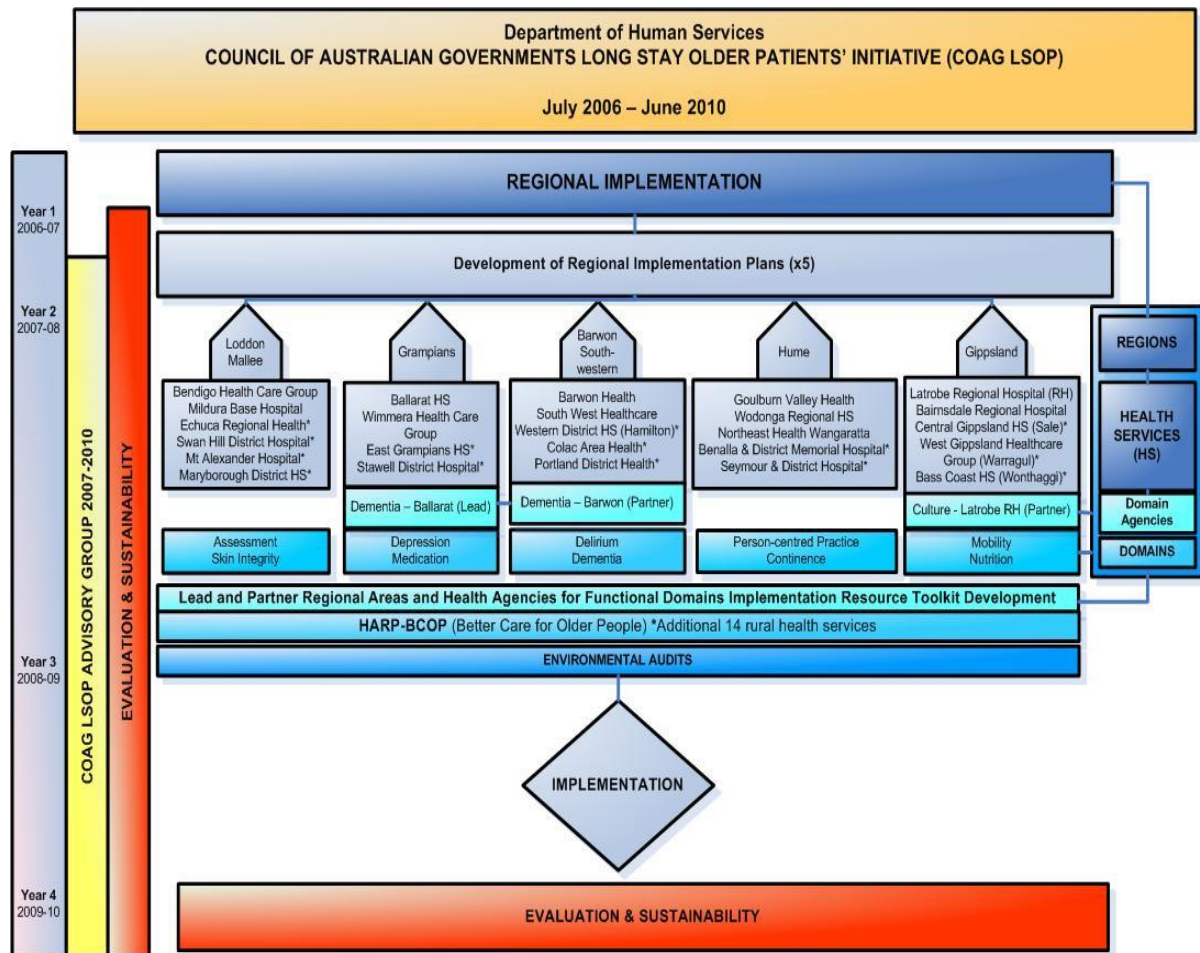 Department of Human Services
COUNCIL OF AUSTRALIAN GOVERNMENTS LONG STAY OLDER PATIENTS' INITIATIVE (COAG LSOP)
July 2006 – June 2010
Year 1
2006-07
Year 2
2007-08
Year 3
2008-09
Year 4
2009-10
COAG LSOP ADVISORY GROUP 2007-2010
EVALUATION & SUSTAINABILITY
REGIONAL IMPLEMENTATION
Development of Regional Implementation Plans (x5)
Loddon
Mallee
Bendigo Health Care Group
Mildura Base Hospital
Echuca Regional Health*
Swan Hill District Hospital*
Mt Alexander Hospital*
Maryborough District HS*
Assessment
Skin Integrity
Grampians
Ballarat HS
Wimmera Health Care
Group
East Grampians HS*
Stawell District Hospital*
Dementia – Ballarat (Lead)
Depression
Medication
Barwon
South-
western
Barwon Health
South West Healthcare
Western District HS (Hamilton)*
Colac Area Health*
Portland District Health*
Dementia – Barwon (Partner)
Delirium
Dementia
Hume
Goulburn Valley Health
Wodonga Regional HS
Northeast Health Wangaratta
Benalla & District Memorial Hospital*
Seymour & District Hospital*
Person-centred Practice
Continence
Gippsland
Latrobe Regional Hospital (RH)
Bairnsdale Regional Hospital
Central Gippsland HS (Sale)*
West Gippsland Healthcare
Group (Warragul)*
Bass Coast HS (Wonthaggi)*
Culture - Latrobe RH (Partner)
Mobility
Nutrition
REGIONS
HEALTH
SERVICES
(HS)
Domain
Agencies
DOMAINS
Lead and Partner Regional Areas and Health Agencies for Functional Domains Implementation Resource Toolkit Development
HARP-BCOP (Better Care for Older People) *Additional 14 rural health services
ENVIRONMENTAL AUDITS
IMPLEMENTATION
EVALUATION & SUSTAINABILITY